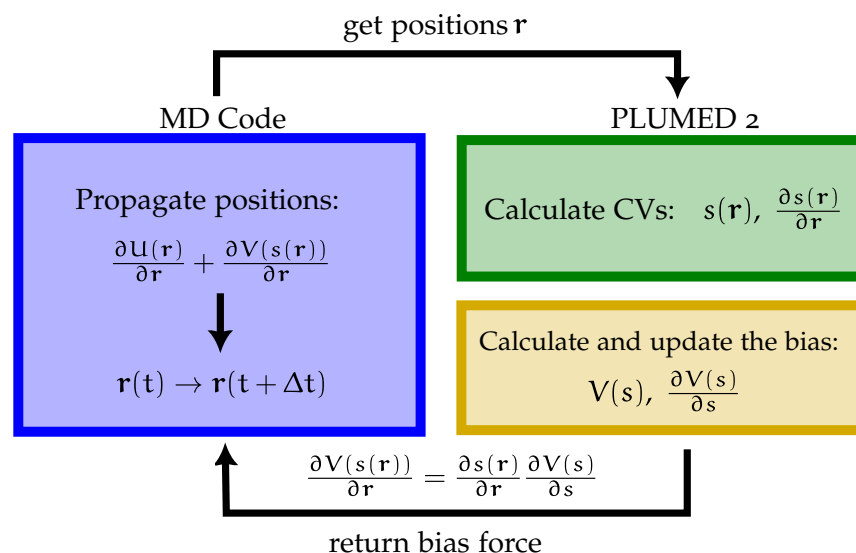 get positions r
MD Code
PLUMED 2
Propagate positions:
∂U(r)/∂r + ∂V(s(r))/∂r
r(t) → r(t + Δt)
Calculate CVs: s(r), ∂s(r)/∂r
Calculate and update the bias:
V(s), ∂V(s)/∂s
∂V(s(r))/∂r = ∂s(r)/∂r ∂V(s)/∂s
return bias force